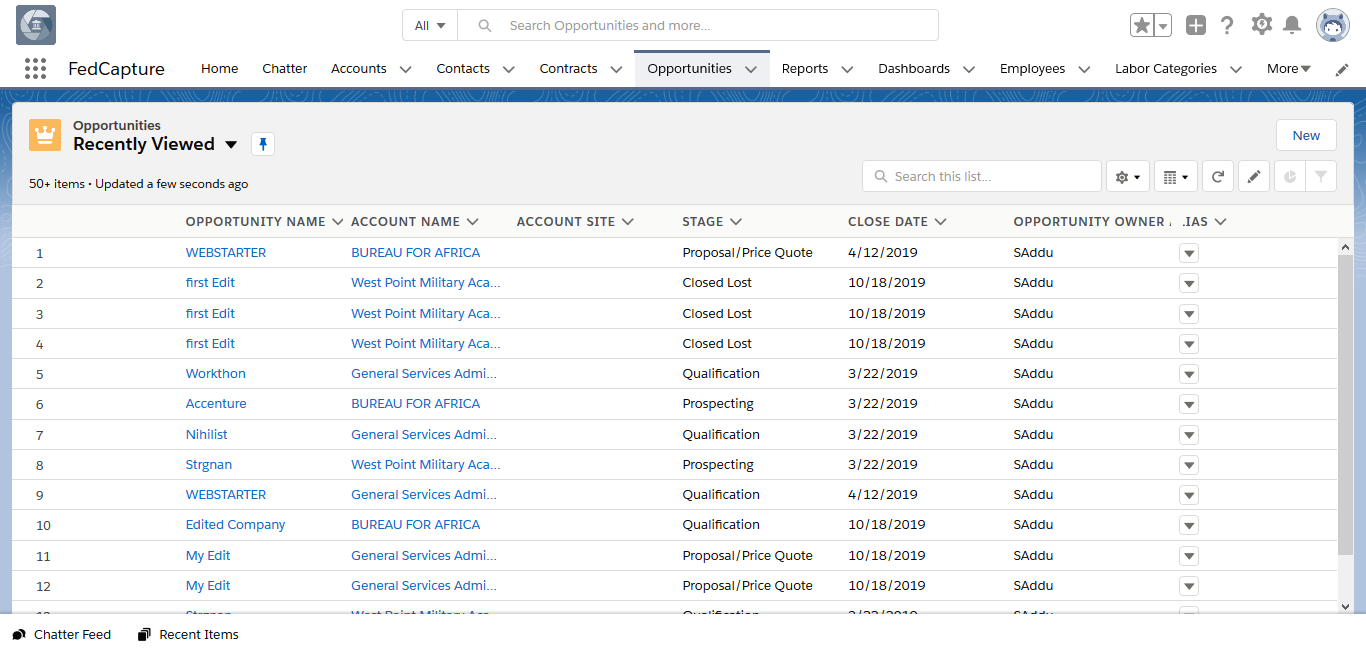 All Search Opportunities and more...
FedCapture Home Chatter Accounts Contacts Contracts Opportunities Reports Dashboards Employees Labor Categories More
Opportunities
Recently Viewed
New
50+ items • Updated a few seconds ago
Search this list...
OPPORTUNITY NAME ACCOUNT NAME ACCOUNT SITE STAGE CLOSE DATE OPPORTUNITY OWNER IAS
1 WEBSTARTER BUREAU FOR AFRICA Proposal/Price Quote 4/12/2019 SAddu
2 first Edit West Point Military Aca... Closed Lost 10/18/2019 SAddu
3 first Edit West Point Military Aca... Closed Lost 10/18/2019 SAddu
4 first Edit West Point Military Aca... Closed Lost 10/18/2019 SAddu
5 Workthon General Services Admi... Qualification 3/22/2019 SAddu
6 Accenture BUREAU FOR AFRICA Prospecting 3/22/2019 SAddu
7 Nihilist General Services Admi... Qualification 3/22/2019 SAddu
8 Strgnan West Point Military Aca... Prospecting 3/22/2019 SAddu
9 WEBSTARTER General Services Admi... Qualification 4/12/2019 SAddu
10 Edited Company BUREAU FOR AFRICA Qualification 10/18/2019 SAddu
11 My Edit General Services Admi... Proposal/Price Quote 10/18/2019 SAddu
12 My Edit General Services Admi... Proposal/Price Quote 10/18/2019 SAddu
Chatter Feed Recent Items